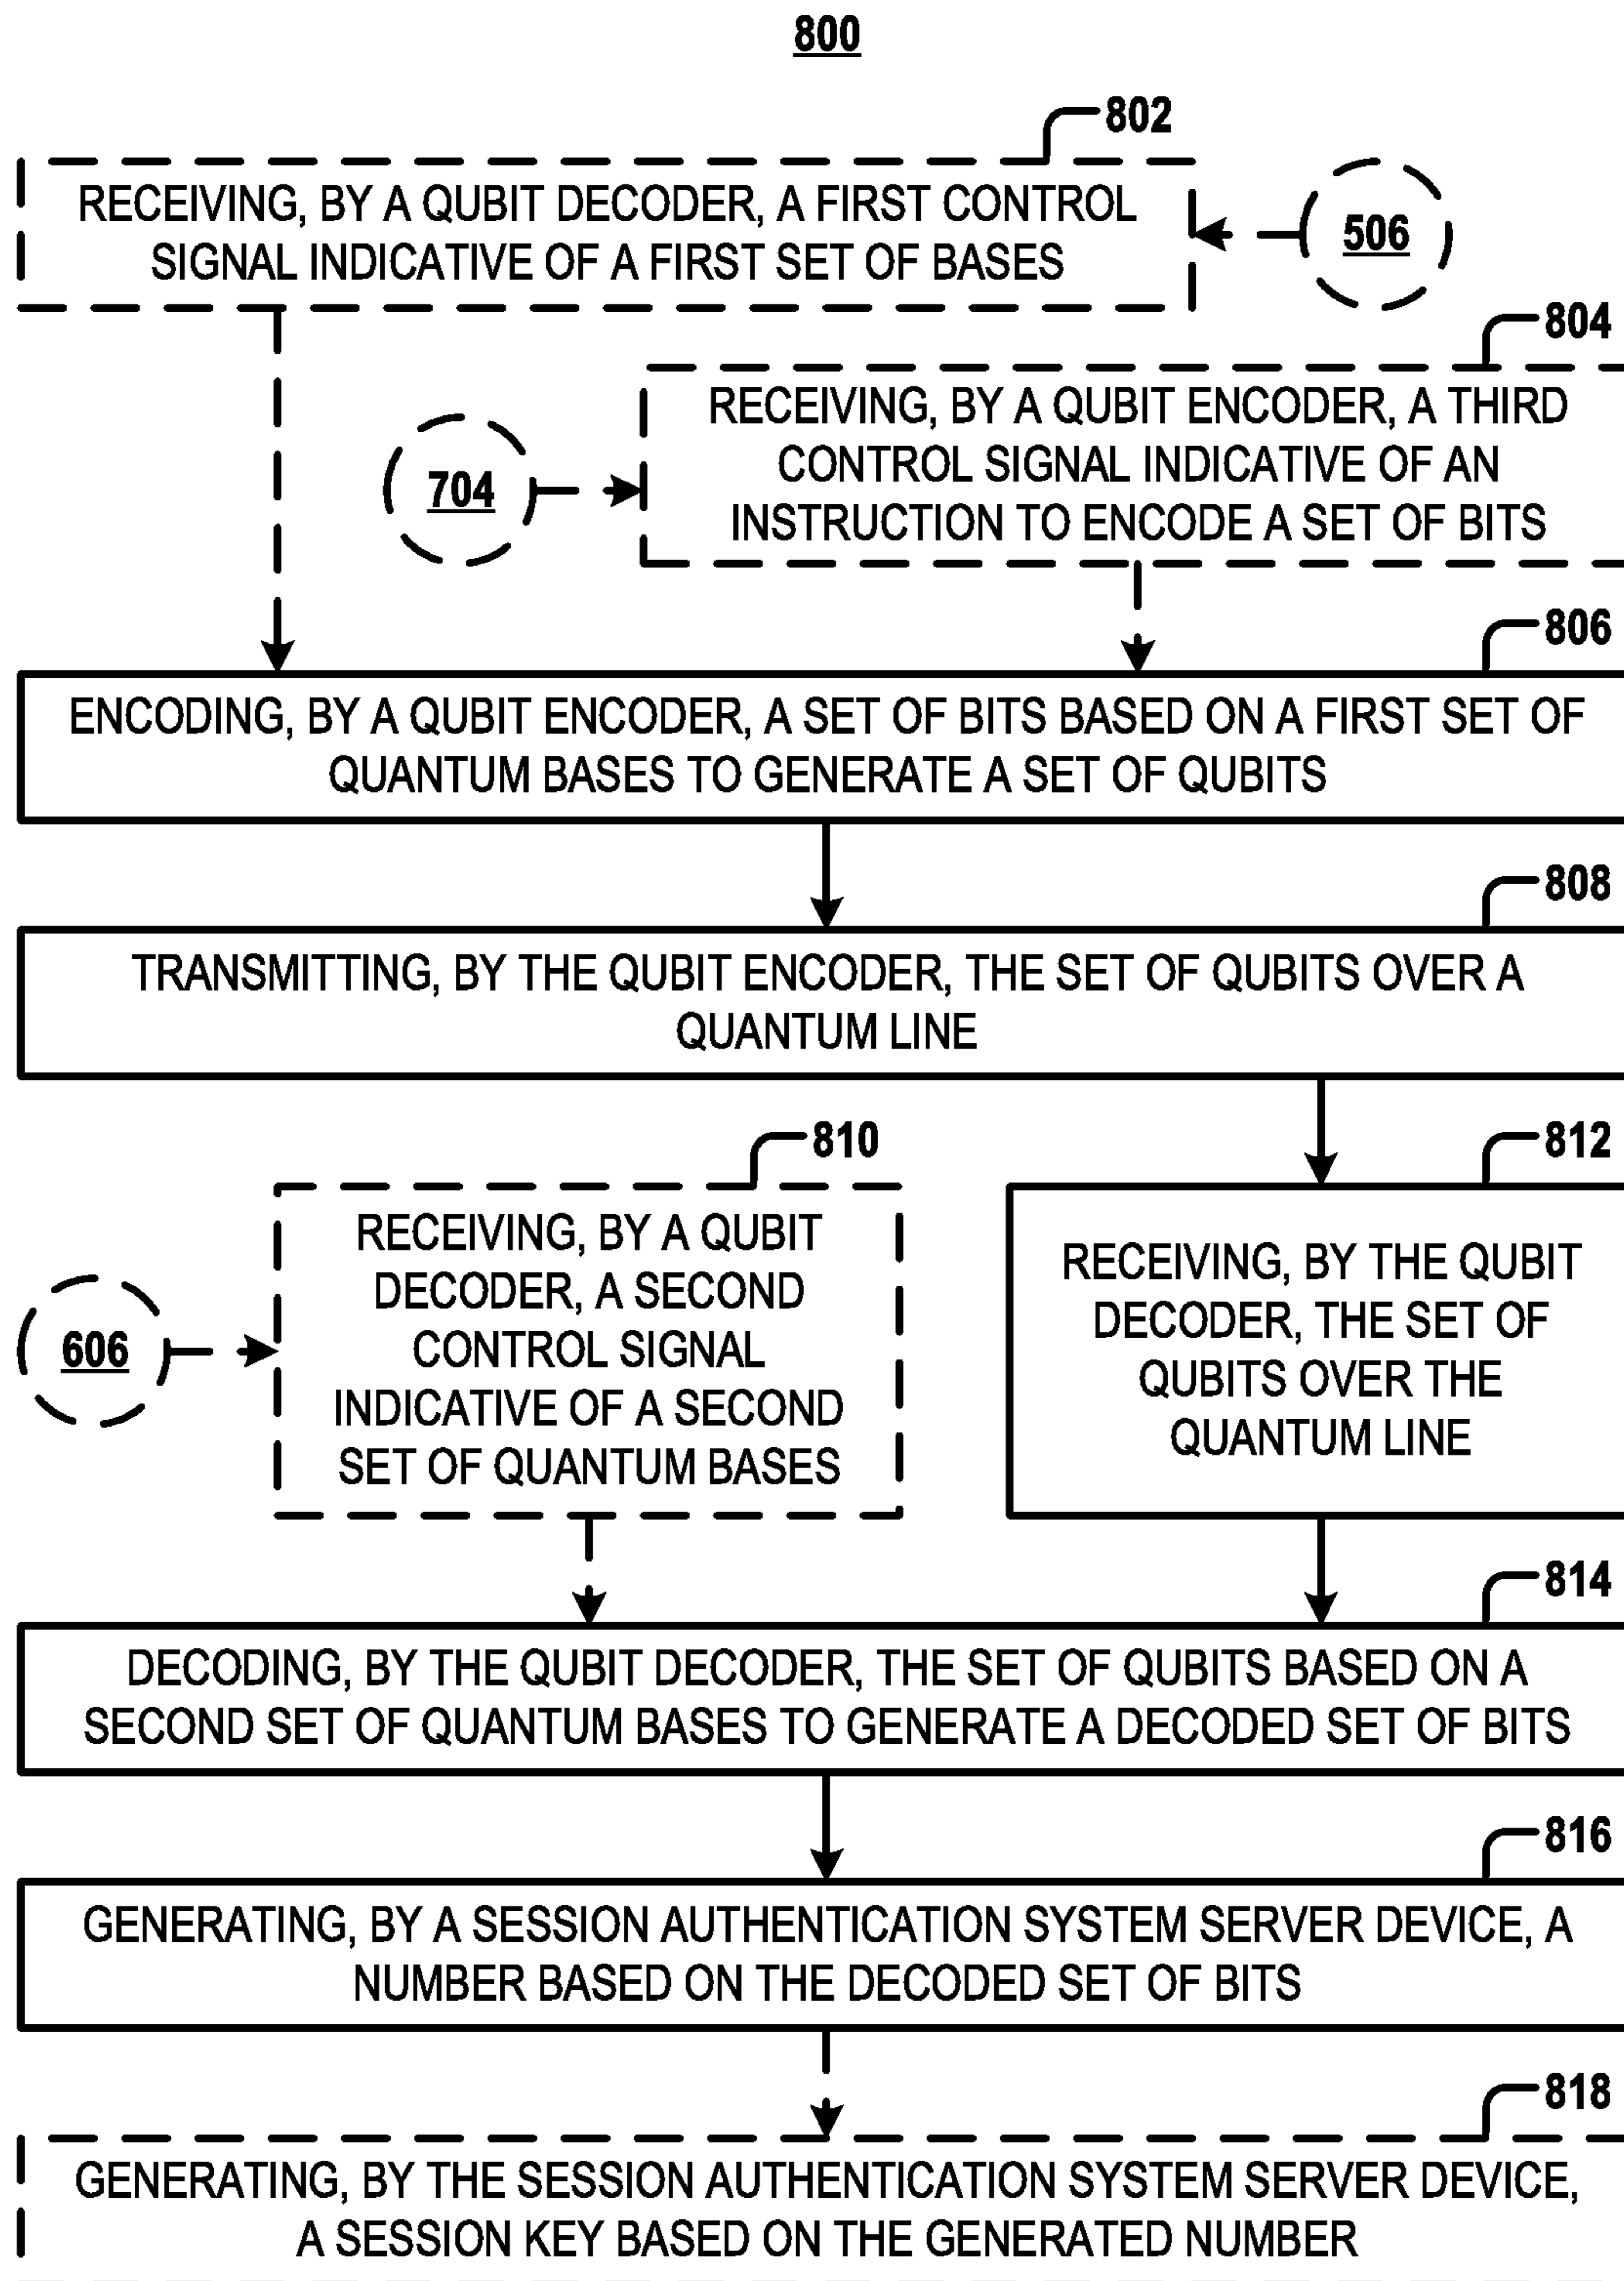 800
802
RECEIVING, BY A QUBIT DECODER, A FIRST CONTROL
SIGNAL INDICATIVE OF A FIRST SET OF BASES
506
804
RECEIVING, BY A QUBIT ENCODER, A THIRD
CONTROL SIGNAL INDICATIVE OF AN
INSTRUCTION TO ENCODE A SET OF BITS
704
806
ENCODING, BY A QUBIT ENCODER, A SET OF BITS BASED ON A FIRST SET OF
QUANTUM BASES TO GENERATE A SET OF QUBITS
808
TRANSMITTING, BY THE QUBIT ENCODER, THE SET OF QUBITS OVER A
QUANTUM LINE
810
RECEIVING, BY A QUBIT
DECODER, A SECOND
CONTROL SIGNAL
INDICATIVE OF A SECOND
SET OF QUANTUM BASES
606
812
RECEIVING, BY THE QUBIT
DECODER, THE SET OF
QUBITS OVER THE
QUANTUM LINE
814
DECODING, BY THE QUBIT DECODER, THE SET OF QUBITS BASED ON A
SECOND SET OF QUANTUM BASES TO GENERATE A DECODED SET OF BITS
816
GENERATING, BY A SESSION AUTHENTICATION SYSTEM SERVER DEVICE, A
NUMBER BASED ON THE DECODED SET OF BITS
818
GENERATING, BY THE SESSION AUTHENTICATION SYSTEM SERVER DEVICE,
A SESSION KEY BASED ON THE GENERATED NUMBER